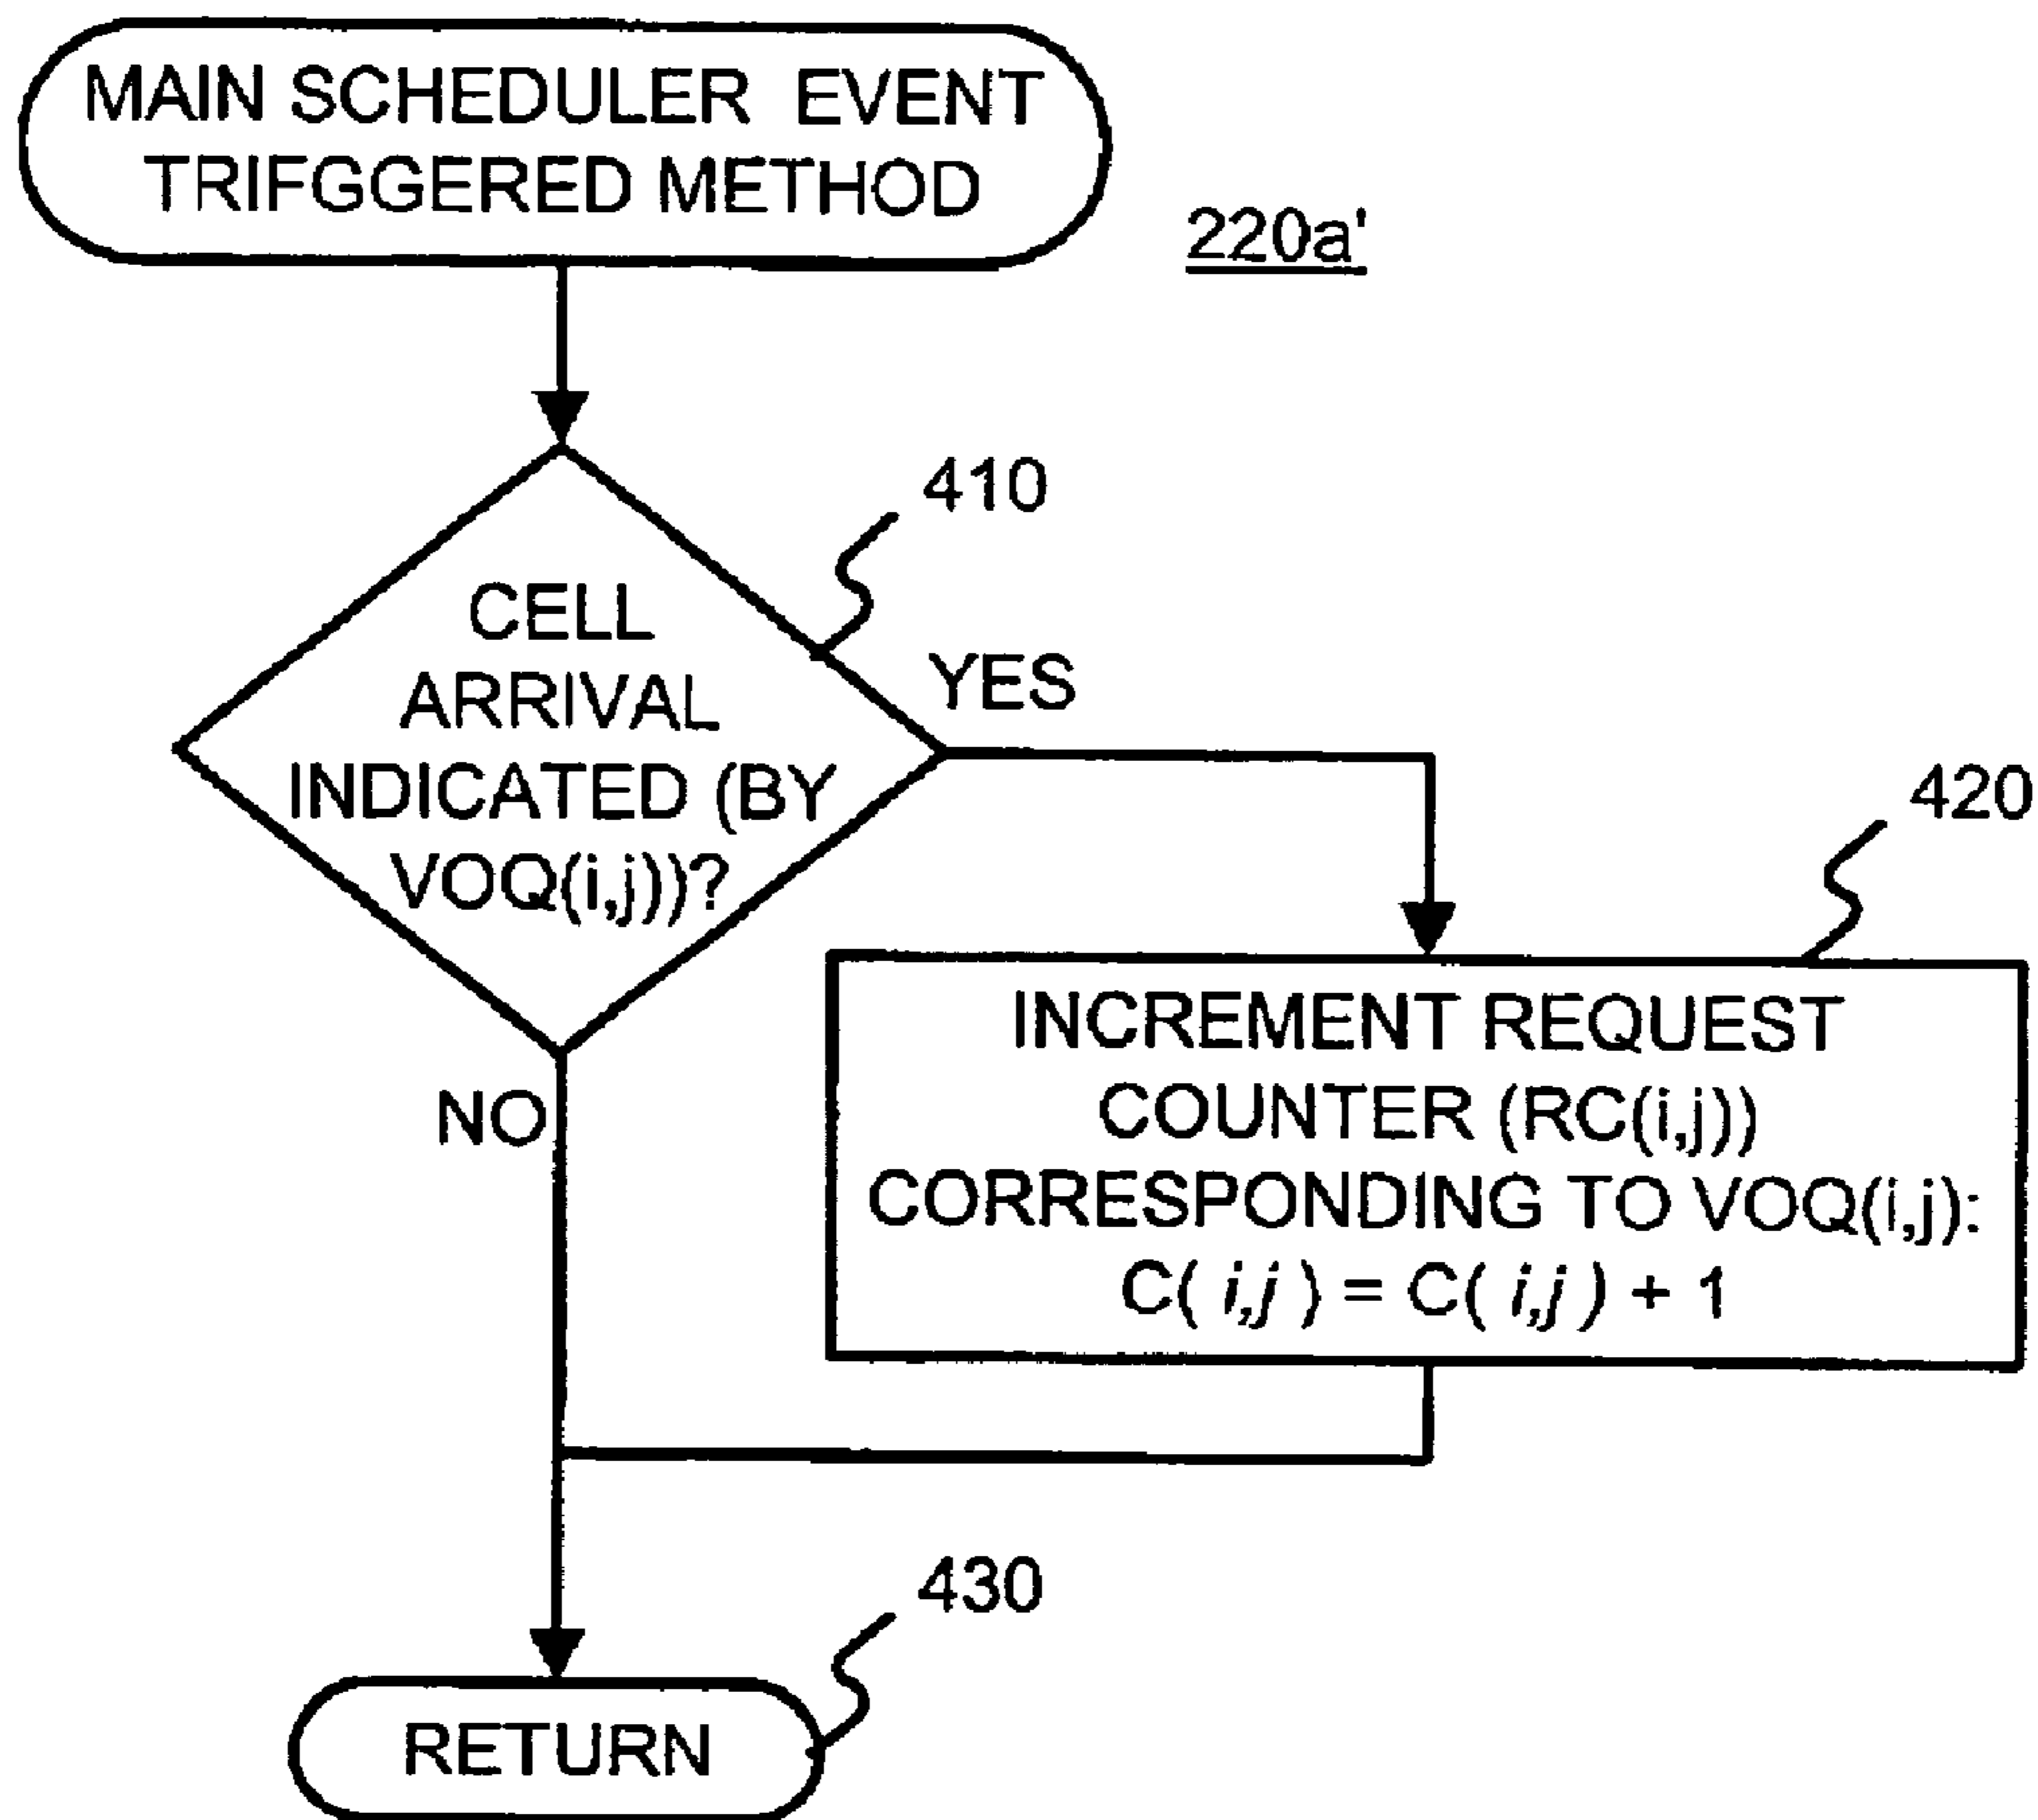 MAIN SCHEDULER EVENT
TRIFGGERED METHOD
220a'
410
CELL
ARRIVAL
INDICATED (BY
VOQ(i,j))?
YES
420
INCREMENT REQUEST
COUNTER (RC(i,j))
CORRESPONDING TO VOQ(i,j):
C( i,j ) = C( i,j ) + 1
NO
430
RETURN